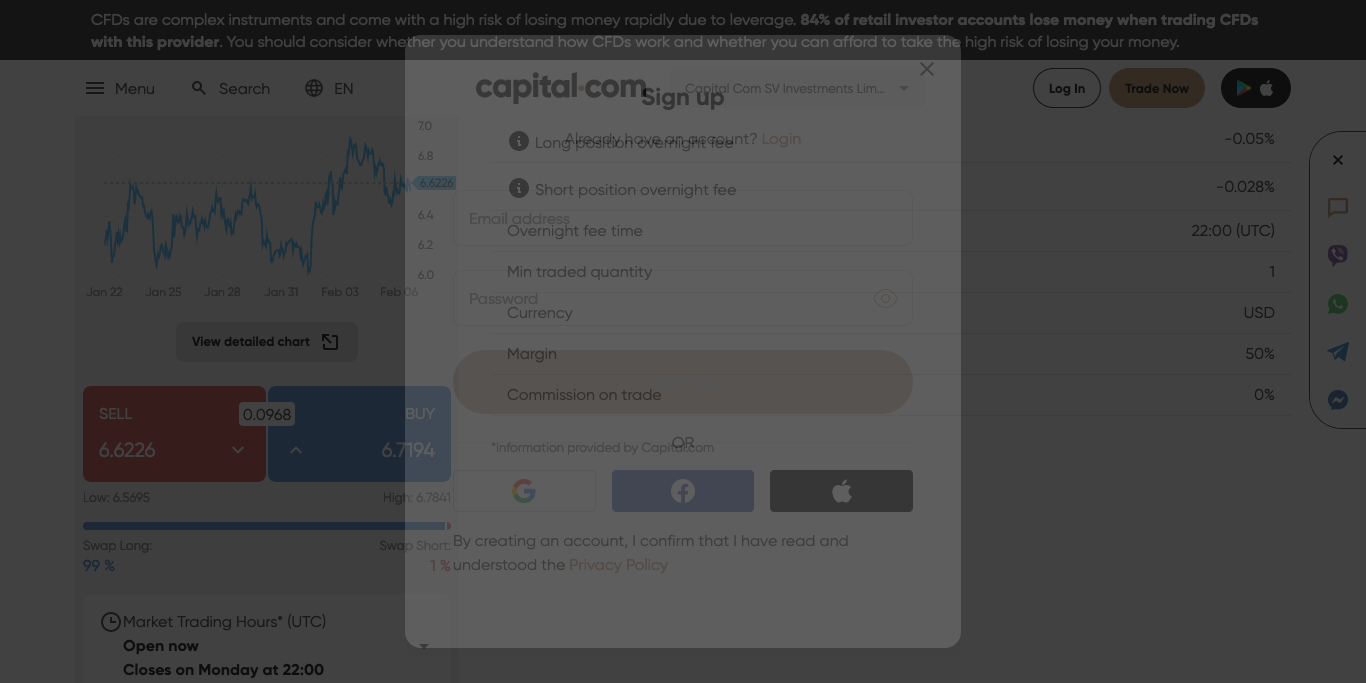 CFDs are complex instruments and come with a high risk of losing money rapidly due to leverage. 84% of retail investor accounts lose money when trading CFDs
with this provider. You should consider whether you understand how CFDs work and whether you can afford to take the high risk of losing your money.
Menu
Search
EN
capital.com
Capital Com SV Investments Lim...
Log In
Trade Now
Sign up
Already have an account? Login
Email address
Password
OR
By creating an account, I confirm that I have read and
understood the Privacy Policy
7.0
6.8
6.6226
6.4
6.2
6.0
Jan 22 Jan 25 Jan 28 Jan 31 Feb 03 Feb 06
View detailed chart
SELL
6.6226
0.0968
BUY
6.7194
Low: 6.5695
High: 6.7841
Swap Long:
99 %
Swap Short:
1 %
Market Trading Hours* (UTC)
Open now
Closes on Monday at 22:00
Long position overnight fee -0.05%
Short position overnight fee -0.028%
Overnight fee time 22:00 (UTC)
Min traded quantity 1
Currency USD
Margin 50%
Commission on trade 0%
*Information provided by Capital.com